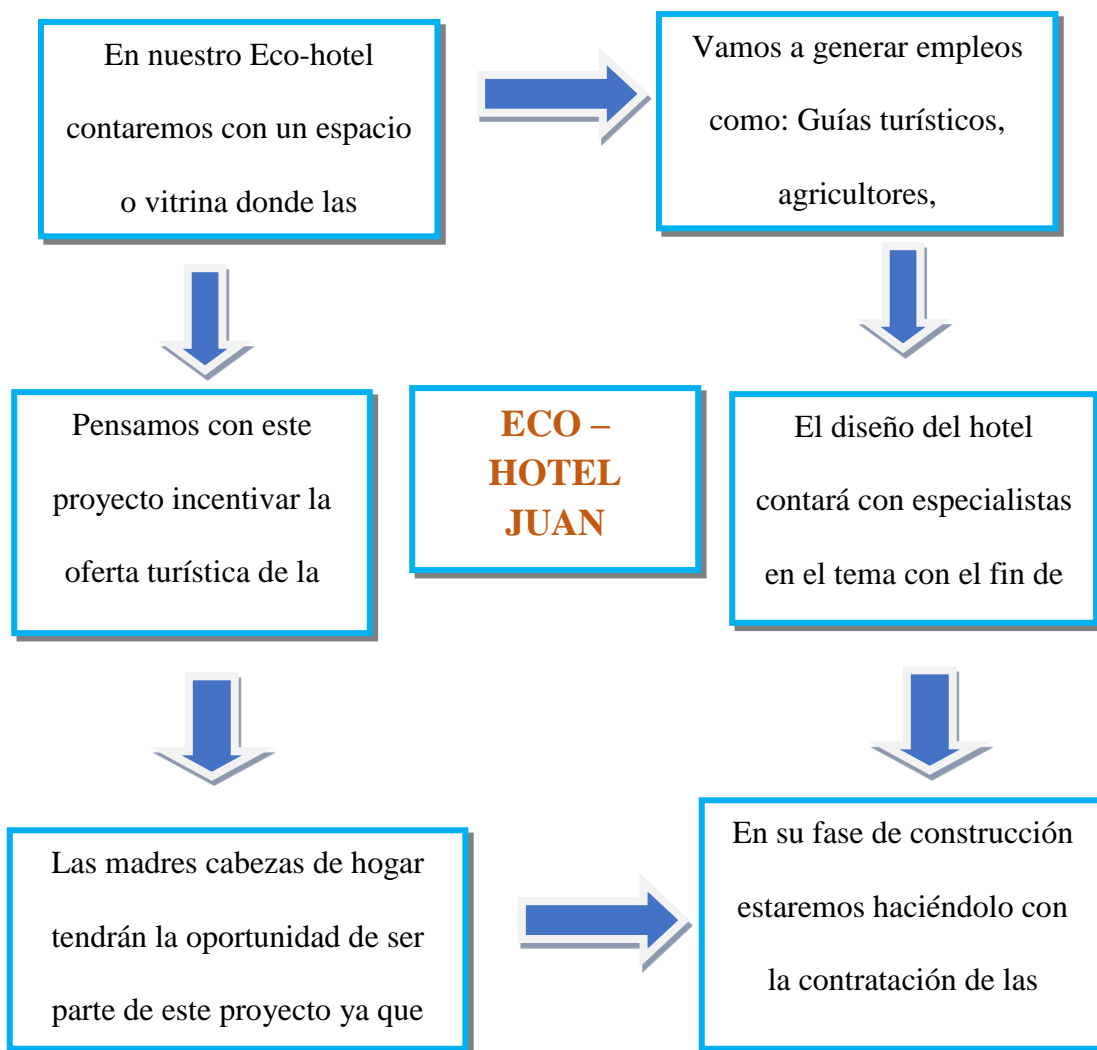 En nuestro Eco-hotel
contaremos con un espacio
o vitrina donde las
Vamos a generar empleos
como: Guías turísticos,
agricultores,
Pensamos con este
proyecto incentivar la
oferta turística de la
ECO –
HOTEL
JUAN
El diseño del hotel
contará con especialistas
en el tema con el fin de
Las madres cabezas de hogar
tendrán la oportunidad de ser
parte de este proyecto ya que
En su fase de construcción
estaremos haciéndolo con
la contratación de las